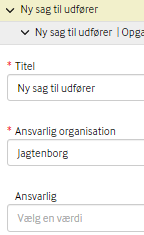 Ny sag til udfører
Ny sag til udfører | Opga
* Titel
Ny sag til udfører
* Ansvarlig organisation
Jagtenborg
Ansvarlig
Vælg en værdi